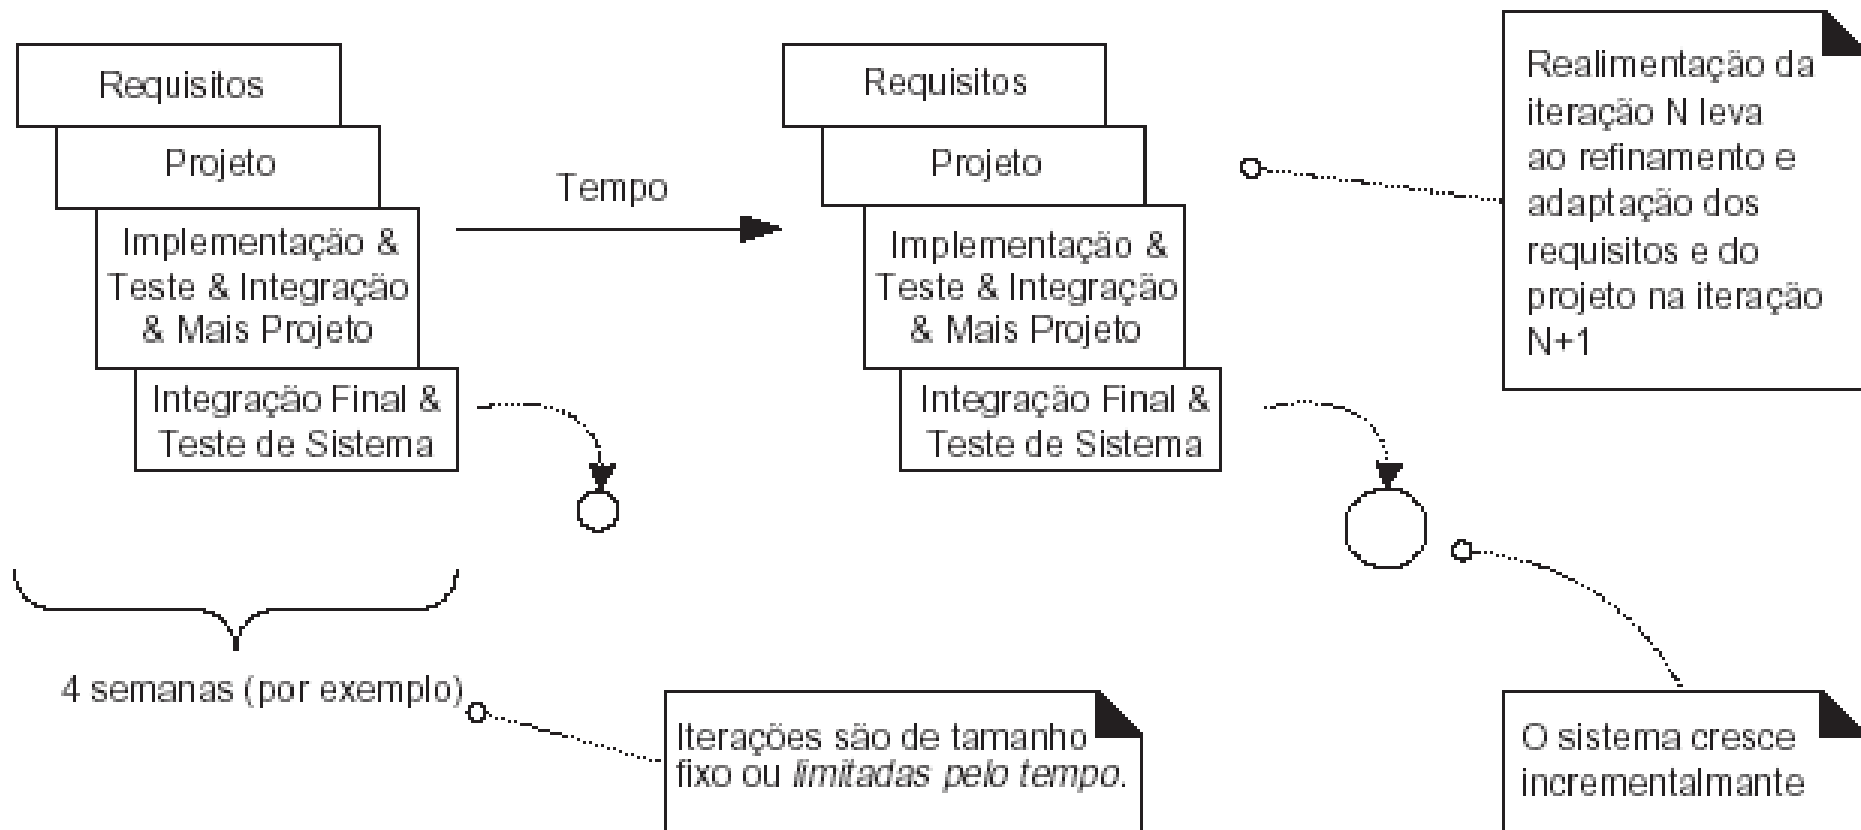 Requisitos
Projeto
Implementação &
Teste & Integração
& Mais Projeto
Integração Final &
Teste de Sistema
Tempo
Requisitos
Projeto
Implementação &
Teste & Integração
& Mais Projeto
Integração Final &
Teste de Sistema
Realimentação da
iteração N leva
ao refinamento e
adaptação dos
requisitos e do
projeto na iteração
N+1
4 semanas (por exemplo)
Iterações são de tamanho
fixo ou limitadas pelo tempo.
O sistema cresce
incrementalmante